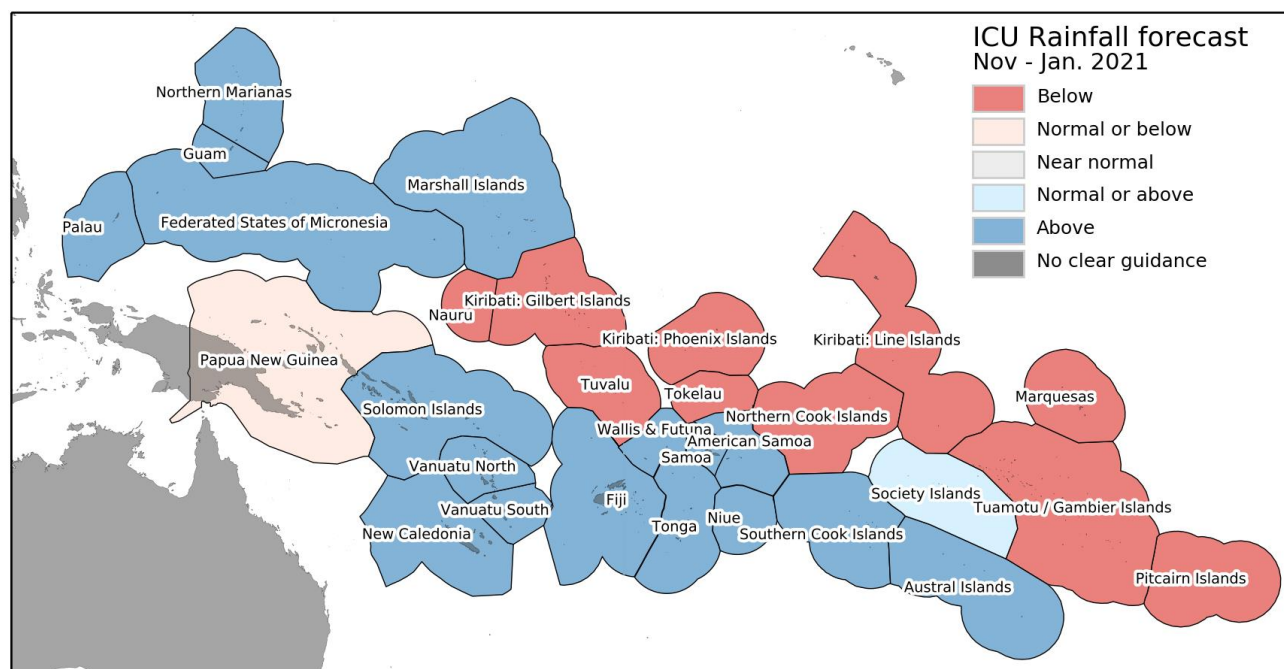 ICU Rainfall forecast
Nov - Jan. 2021
Below
Normal or below
Near normal
Normal or above
Above
No clear guidance
Northern Marianas
Guam
Palau
Federated States of Micronesia
Marshall Islands
Nauru
Kiribati: Gilbert Islands
Kiribati: Phoenix Islands
Kiribati: Line Islands
Papua New Guinea
Tuvalu
Tokelau
Marquesas
Solomon Islands
Northern Cook Islands
Wallis & Futuna
American Samoa
Samoa
Vanuatu North
Society Islands
Vanuatu South
Fiji
Tuamotu / Gambier Islands
New Caledonia
Tonga
Niue
Southern Cook Islands
Pitcairn Islands
Austral Islands